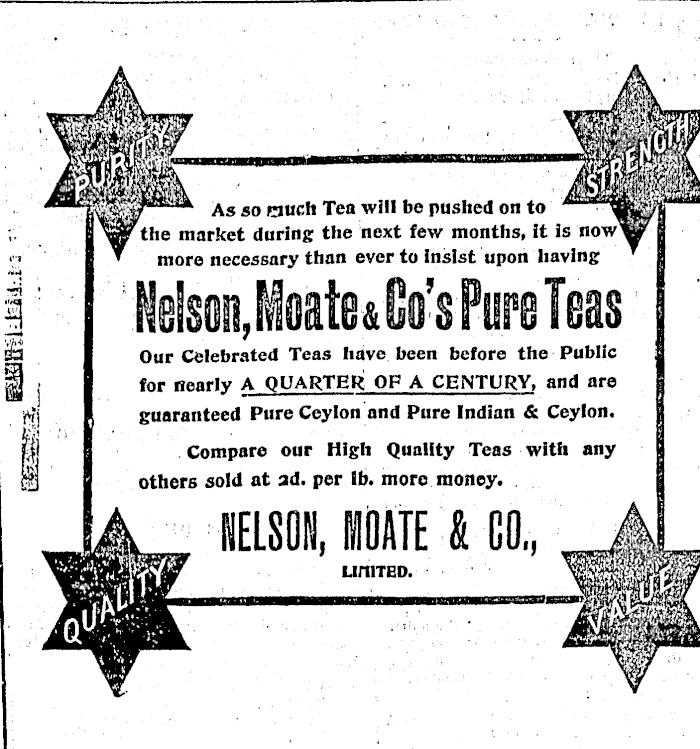 PURITY
STRENGTH
As so much Tea will be pushed on to
the market during the next few months, it is now
more necessary than ever to insist upon having
Nelson, Moate & Co's Pure Teas
Our Celebrated Teas have been before the Public
for nearly A QUARTER OF A CENTURY, and are
guaranteed Pure Ceylon and Pure Indian & Ceylon.
Compare our High Quality Teas with any
others sold at 2d. per lb. more money.
NELSON, MOATE & CO.,
LIMITED.
QUALITY
VALUE